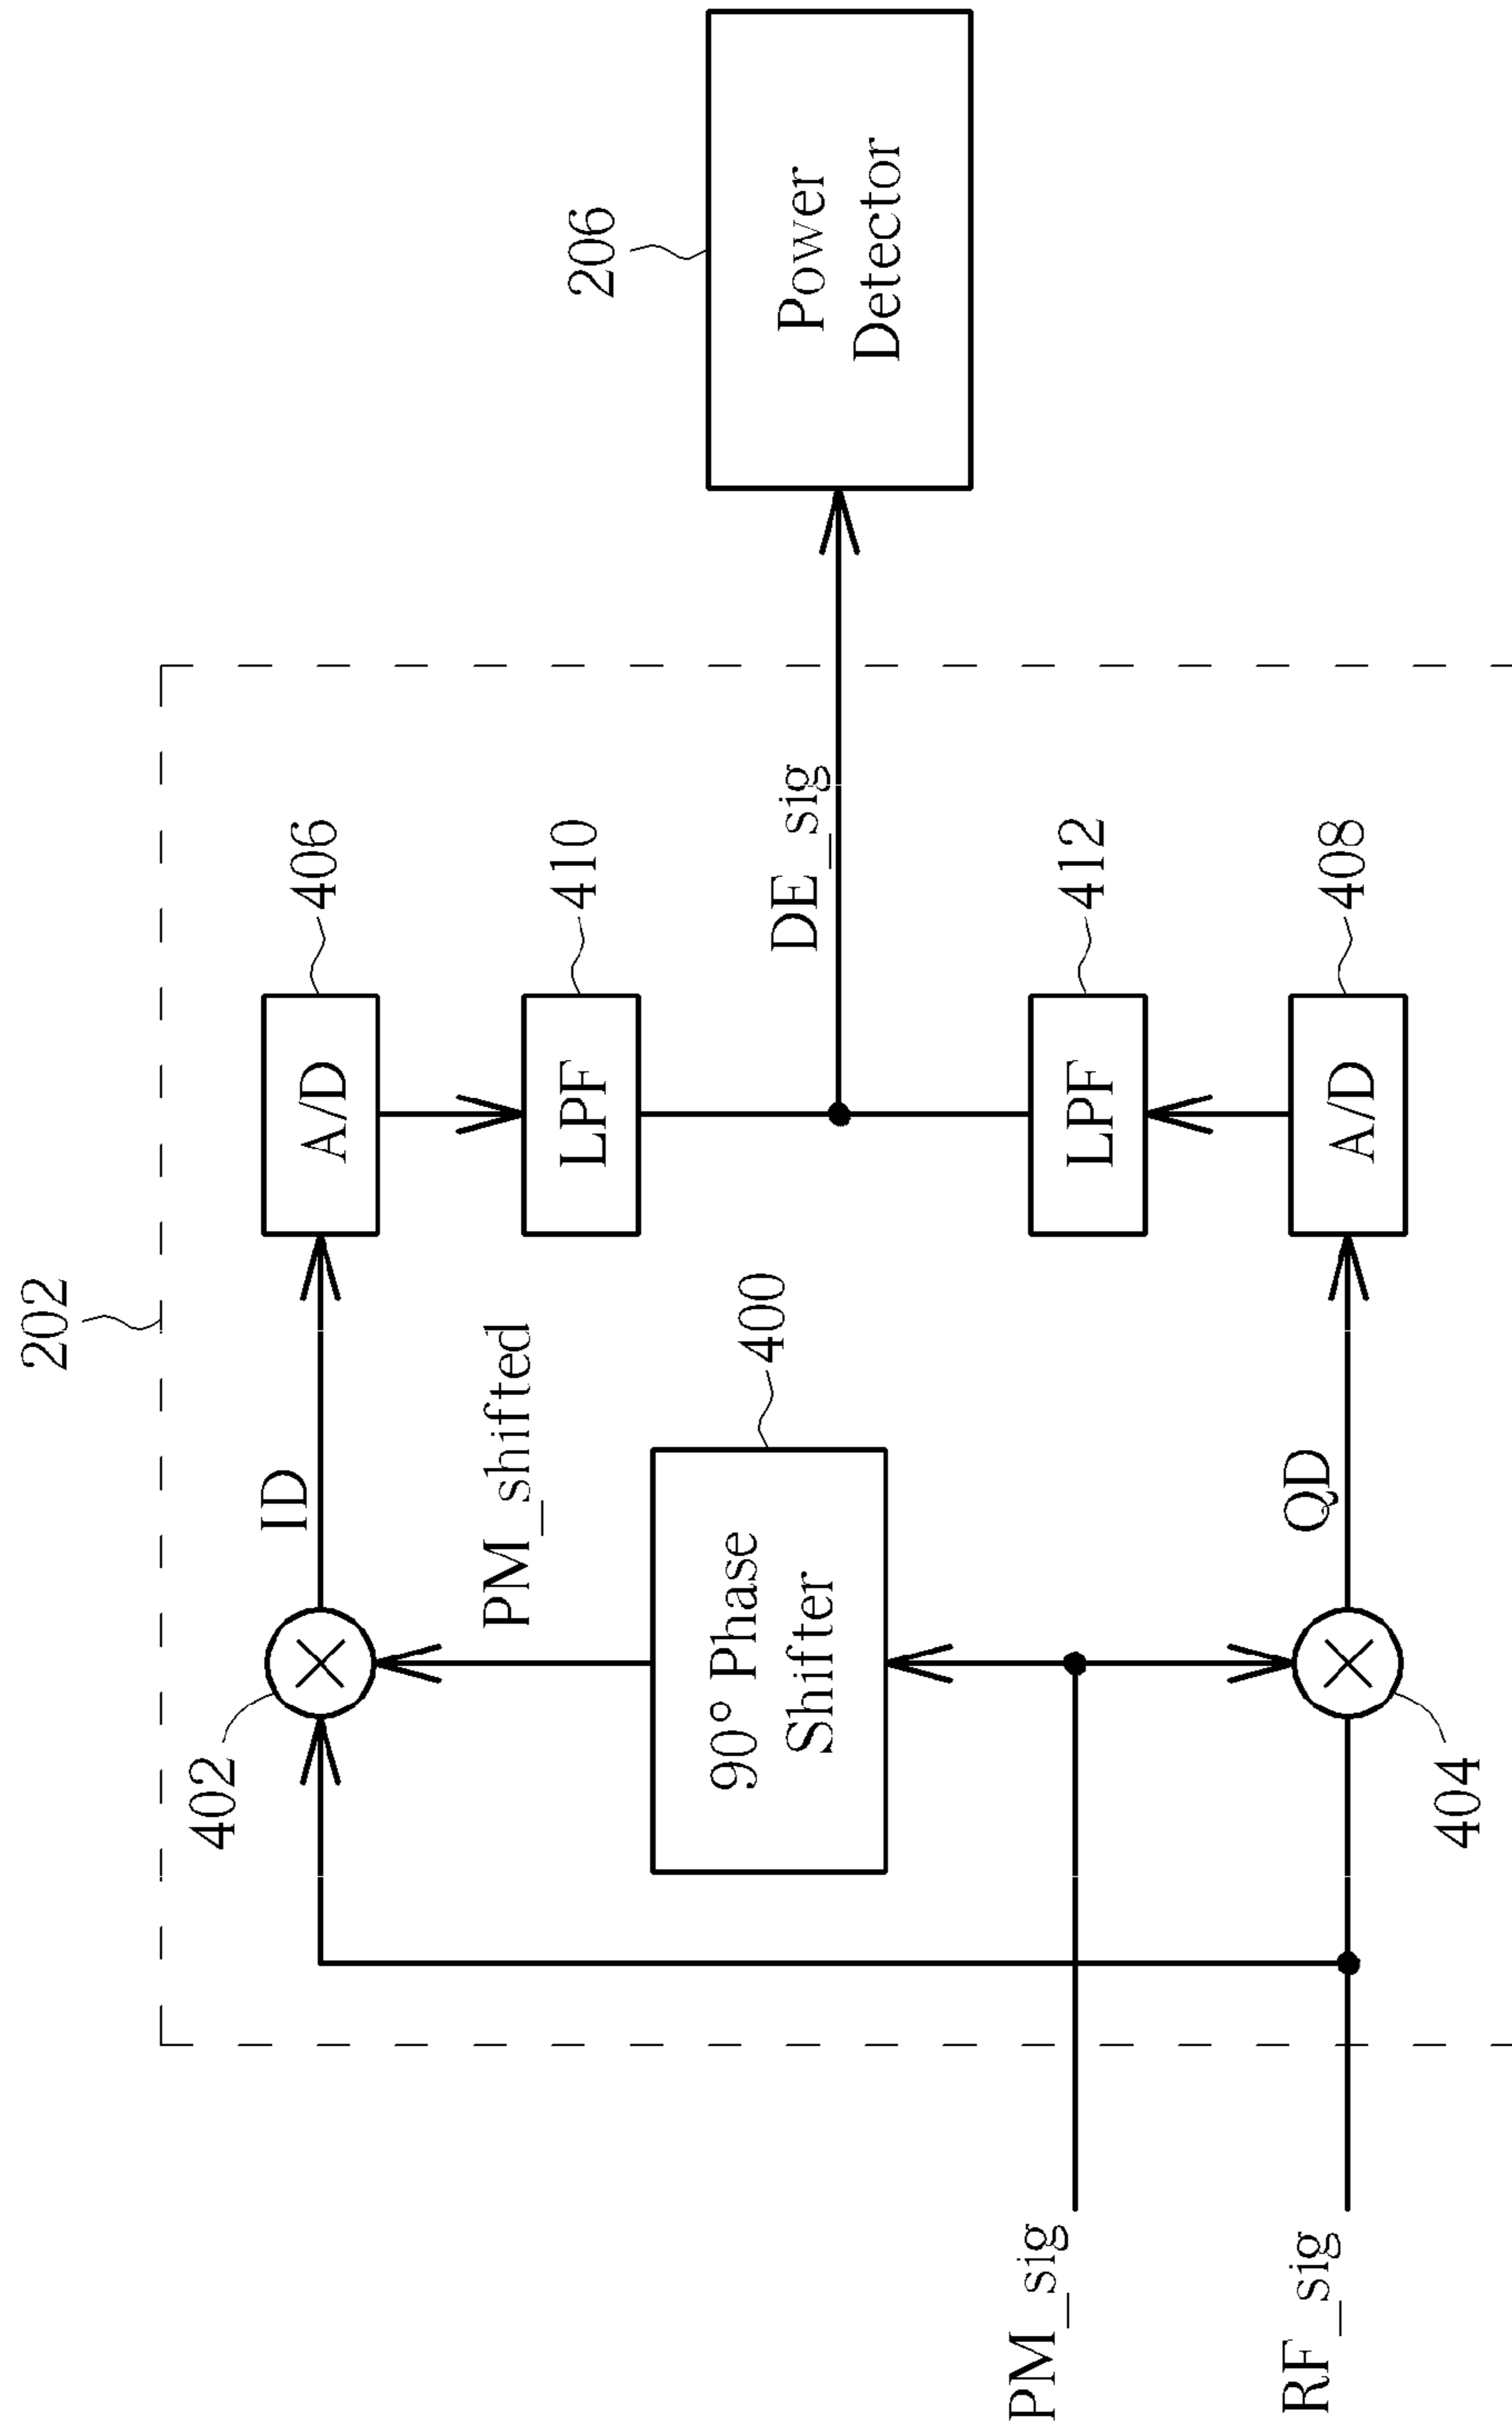 202
402
ID
A/D
406
PM_shifted
LPF
410
206
90° Phase
Shifter
400
DE_sig
Power
Detector
LPF
412
PM_sig
QD
A/D
408
RF_sig
404